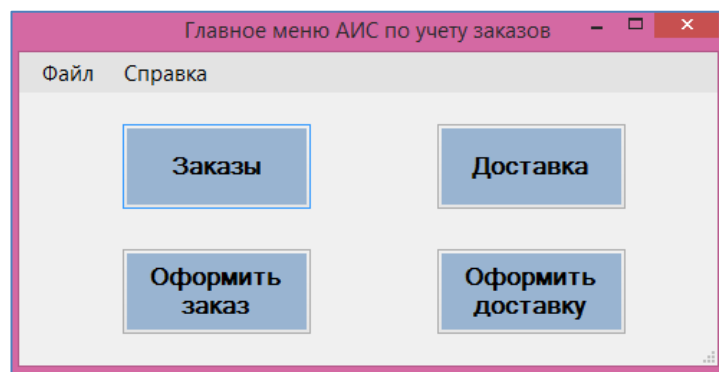 Главное меню АИС по учету заказов
Файл Справка
Заказы
Доставка
Оформить
заказ
Оформить
доставку